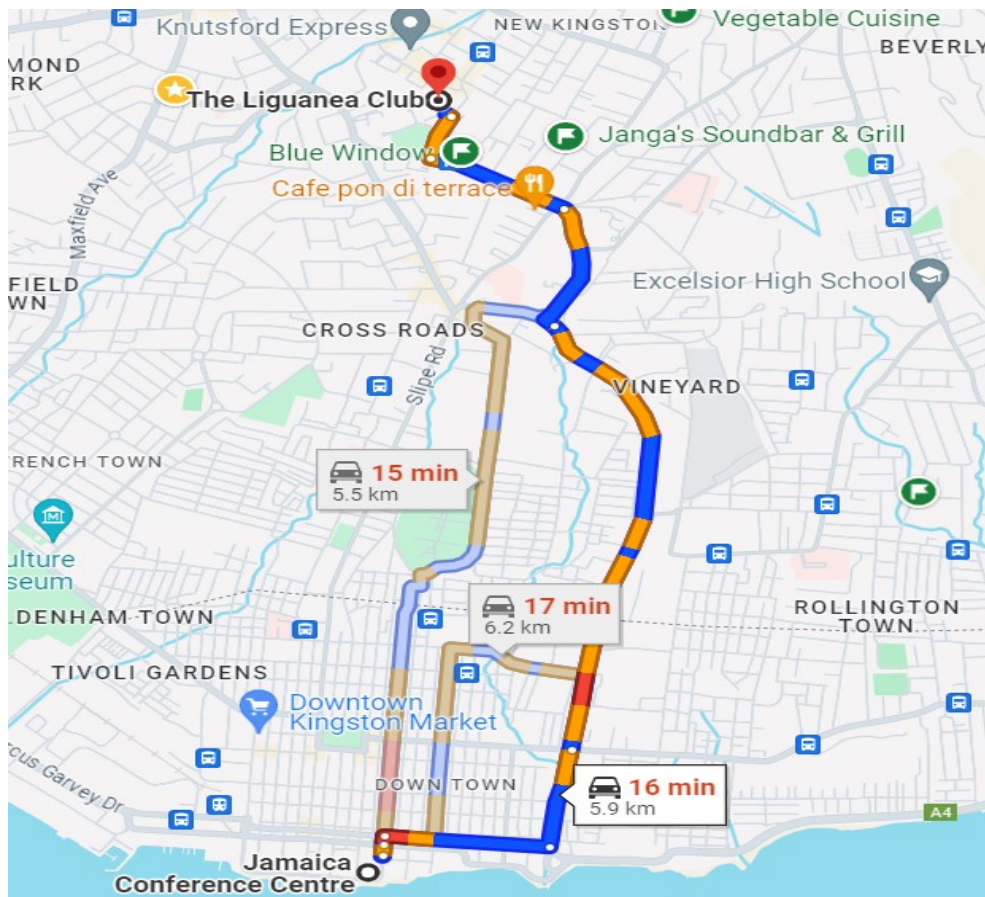 Vegetable Cuisine
Knutsford Express
NEW KINGSTON
BEVERLY
MOND
RK
The Liguanea Club
Janga's Soundbar & Grill
Blue Window
Cafe pon di terrace
Maxfield Ave
Excelsior High School
FIELD
WN
CROSS ROADS
Slipe Rd
VINEYARD
RENCH TOWN
15 min
5.5 km
ulture
seum
17 min
6.2 km
DENHAM TOWN
ROLLINGTON
TOWN
TIVOLI GARDENS
Downtown
Kingston Market
rcus Garvey Dr
DOWN TOWN
16 min
5.9 km
A4
Jamaica
Conference Centre